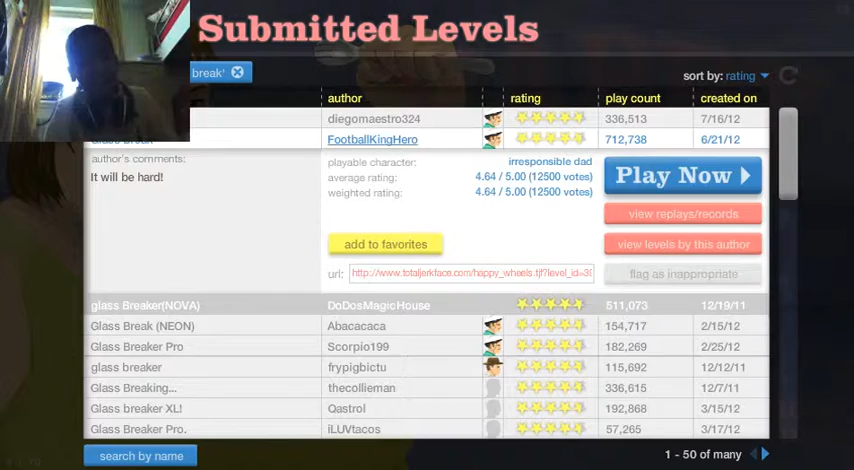 Submitted Levels
break'
sort by: rating
author rating play count created on
diegomaestro324 336,513 7/16/12
FootballKingHero 712,738 6/21/12
author's comments:
It will be hard!
playable character: irresponsible dad
average rating: 4.64 / 5.00 (12500 votes)
weighted rating: 4.64 / 5.00 (12500 votes)
Play Now
view replays/records
add to favorites
view levels by this author
url: http://www.totaljerkface.com/happy_wheels.tjf?level_id=39
flag as inappropriate
glass Breaker(NOVA) DoDosMagicHouse 511,073 12/19/11
Glass Break (NEON) Abacacaca 154,717 2/15/12
Glass Breaker Pro Scorpio199 182,269 2/25/12
glass breaker frypigbictu 115,692 12/12/11
Glass Breaking... thecollieman 336,615 12/7/11
Glass breaker XL! Qastrol 192,868 3/15/12
Glass Breaker Pro. iLUVtacos 57,265 3/17/12
search by name
1 - 50 of many